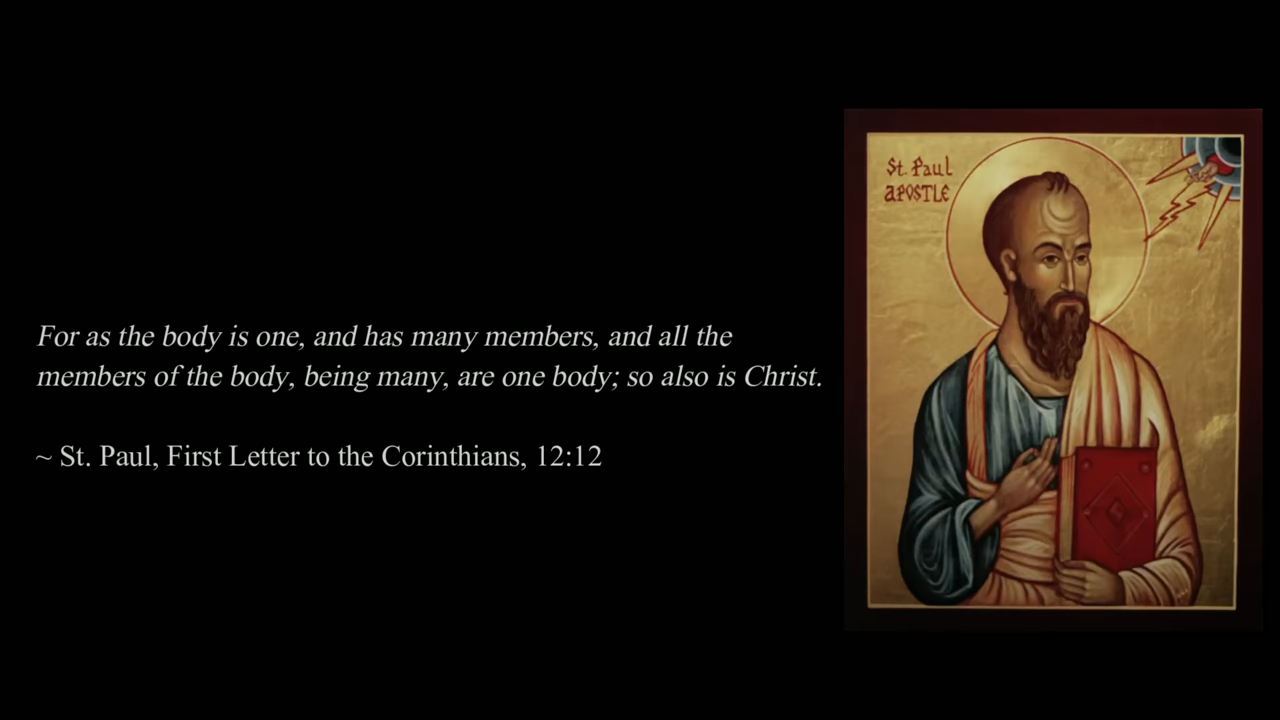 For as the body is one, and has many members, and all the
members of the body, being many, are one body; so also is Christ.
~ St. Paul, First Letter to the Corinthians, 12:12
St. Paul
APOSTLE